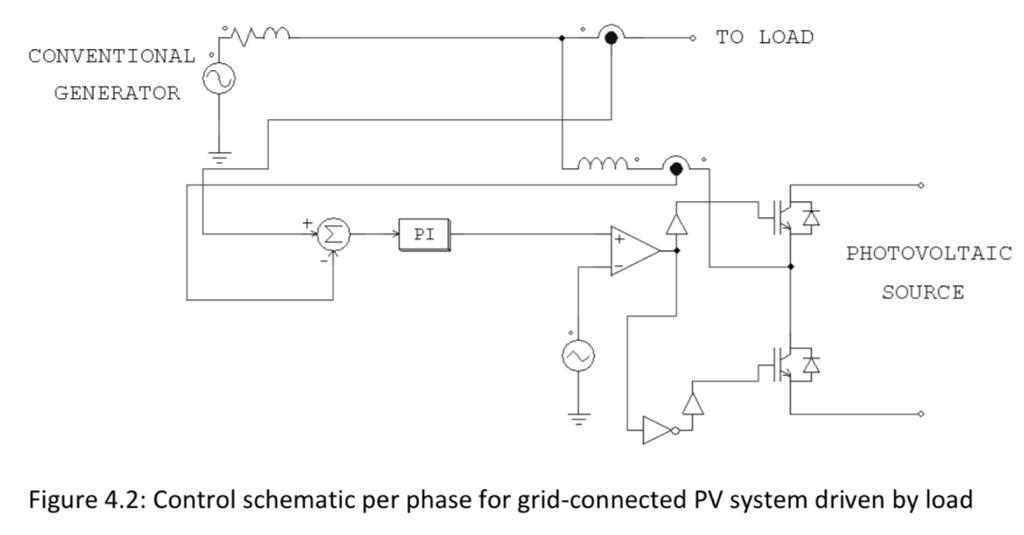 CONVENTIONAL
GENERATOR
TO LOAD
+
Σ
-
PI
+
-
PHOTOVOLTAIC
SOURCE
Figure 4.2: Control schematic per phase for grid-connected PV system driven by load